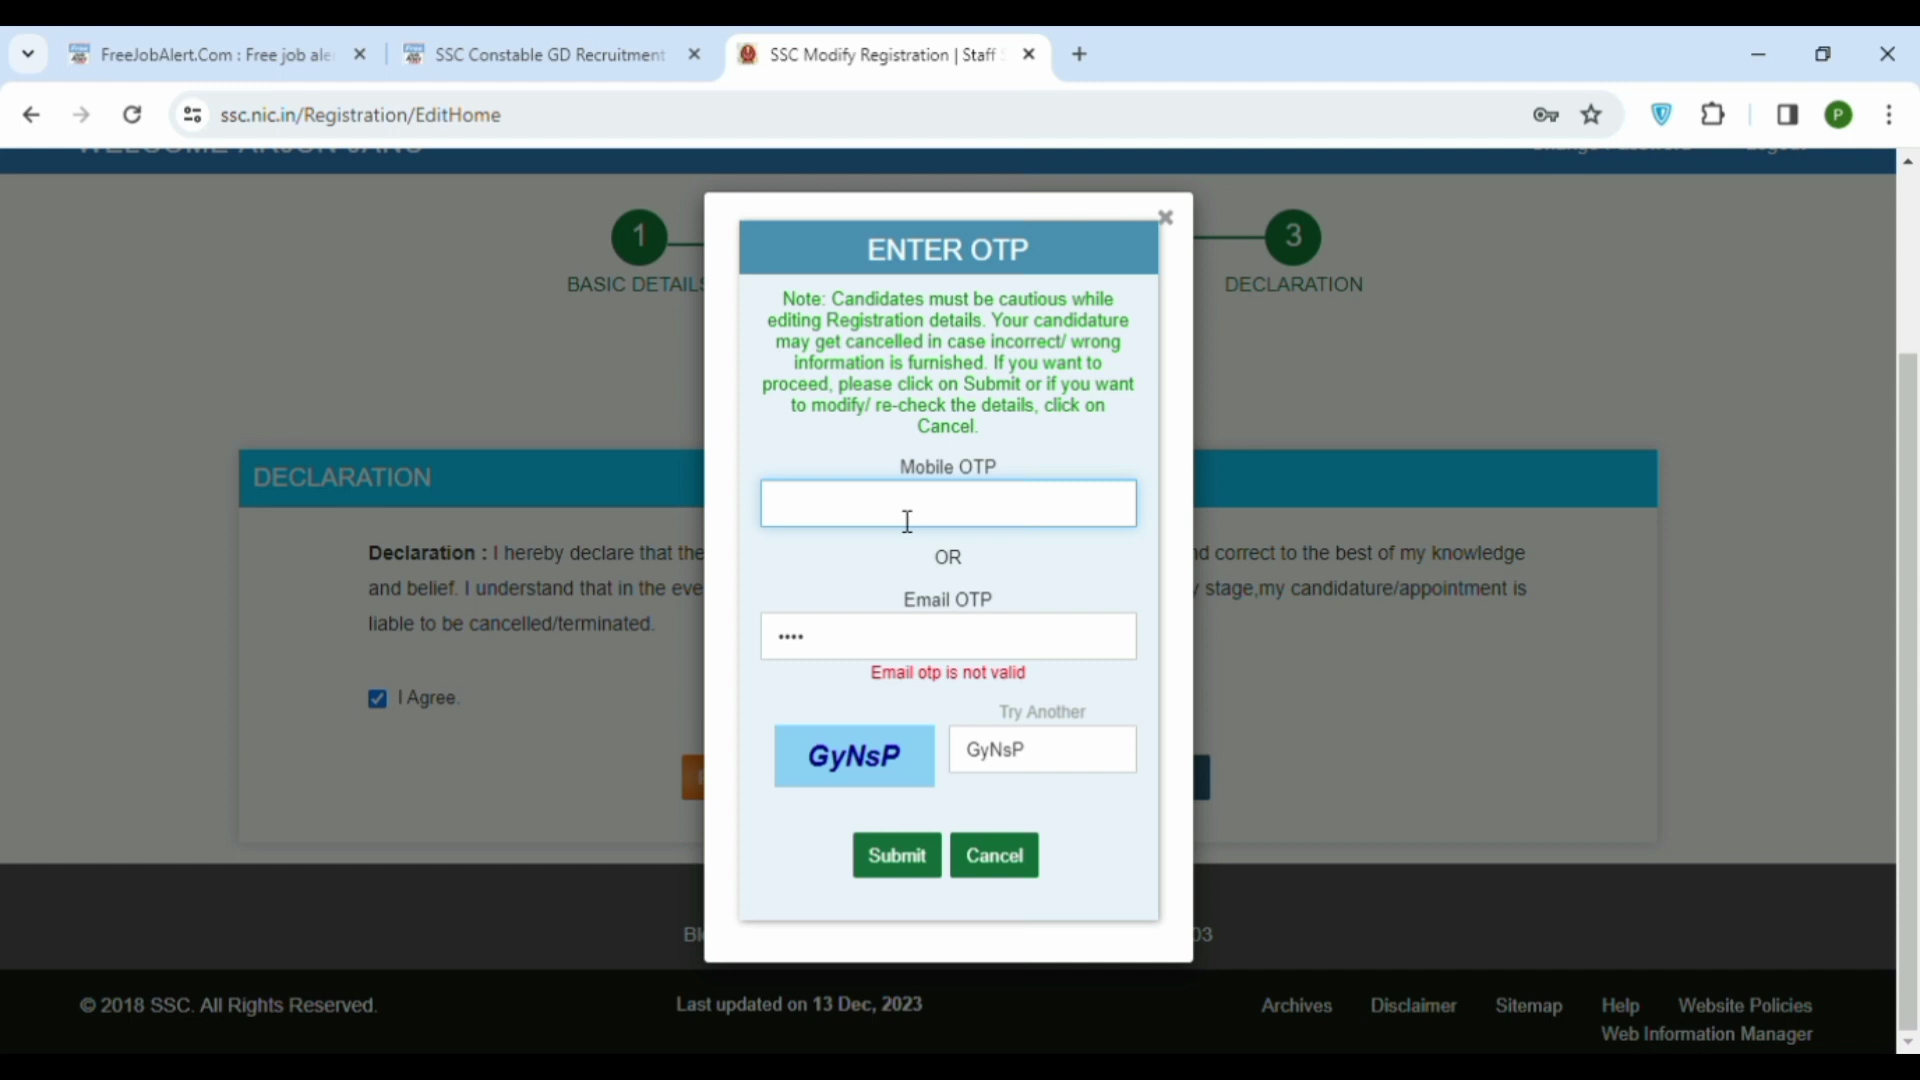 FreeJobAlert.Com : Free job ale
SSC Constable GD Recruitment
SSC Modify Registration | Staff
ssc.nic.in/Registration/EditHome
P
1
3
BASIC DETAILS
DECLARATION
ENTER OTP
Note: Candidates must be cautious while
editing Registration details. Your candidature
may get cancelled in case incorrect/ wrong
information is furnished. If you want to
proceed, please click on Submit or if you want
to modify/ re-check the details, click on
Cancel.
Mobile OTP
OR
Email OTP
••••
Email otp is not valid
Try Another
GyNsP
GyNsP
Submit Cancel
DECLARATION
Declaration : I hereby declare that the
and belief. I understand that in the eve
liable to be cancelled/terminated.
correct to the best of my knowledge
stage,my candidature/appointment is
I Agree.
03
© 2018 SSC. All Rights Reserved.
Last updated on 13 Dec, 2023
Archives Disclaimer Sitemap Help Website Policies
Web Information Manager